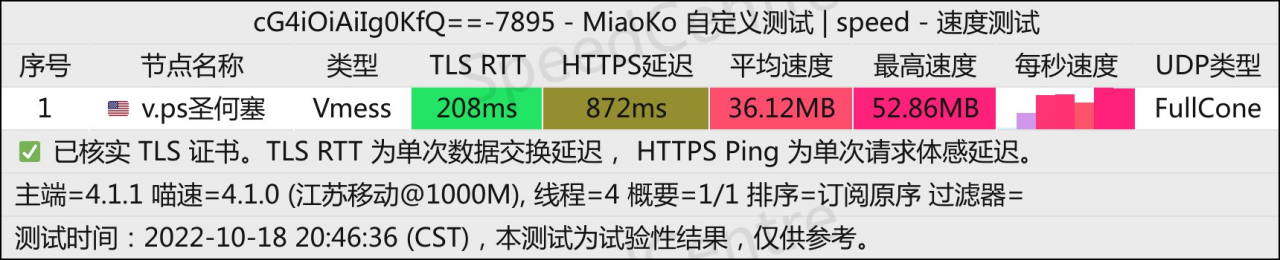 cG4iOiAiIg0KfQ==-7895 - MiaoKo 自定义测试 | speed - 速度测试
序号 节点名称 类型 TLS RTT HTTPS延迟 平均速度 最高速度 每秒速度 UDP类型
1 🇺🇸 v.ps圣何塞 Vmess 208ms 872ms 36.12MB 52.86MB FullCone
✅ 已核实 TLS 证书。TLS RTT 为单次数据交换延迟， HTTPS Ping 为单次请求体感延迟。
主端=4.1.1 喵速=4.1.0 (江苏移动@1000M), 线程=4 概要=1/1 排序=订阅原序 过滤器=
测试时间：2022-10-18 20:46:36 (CST)，本测试为试验性结果，仅供参考。
SpeedCentre